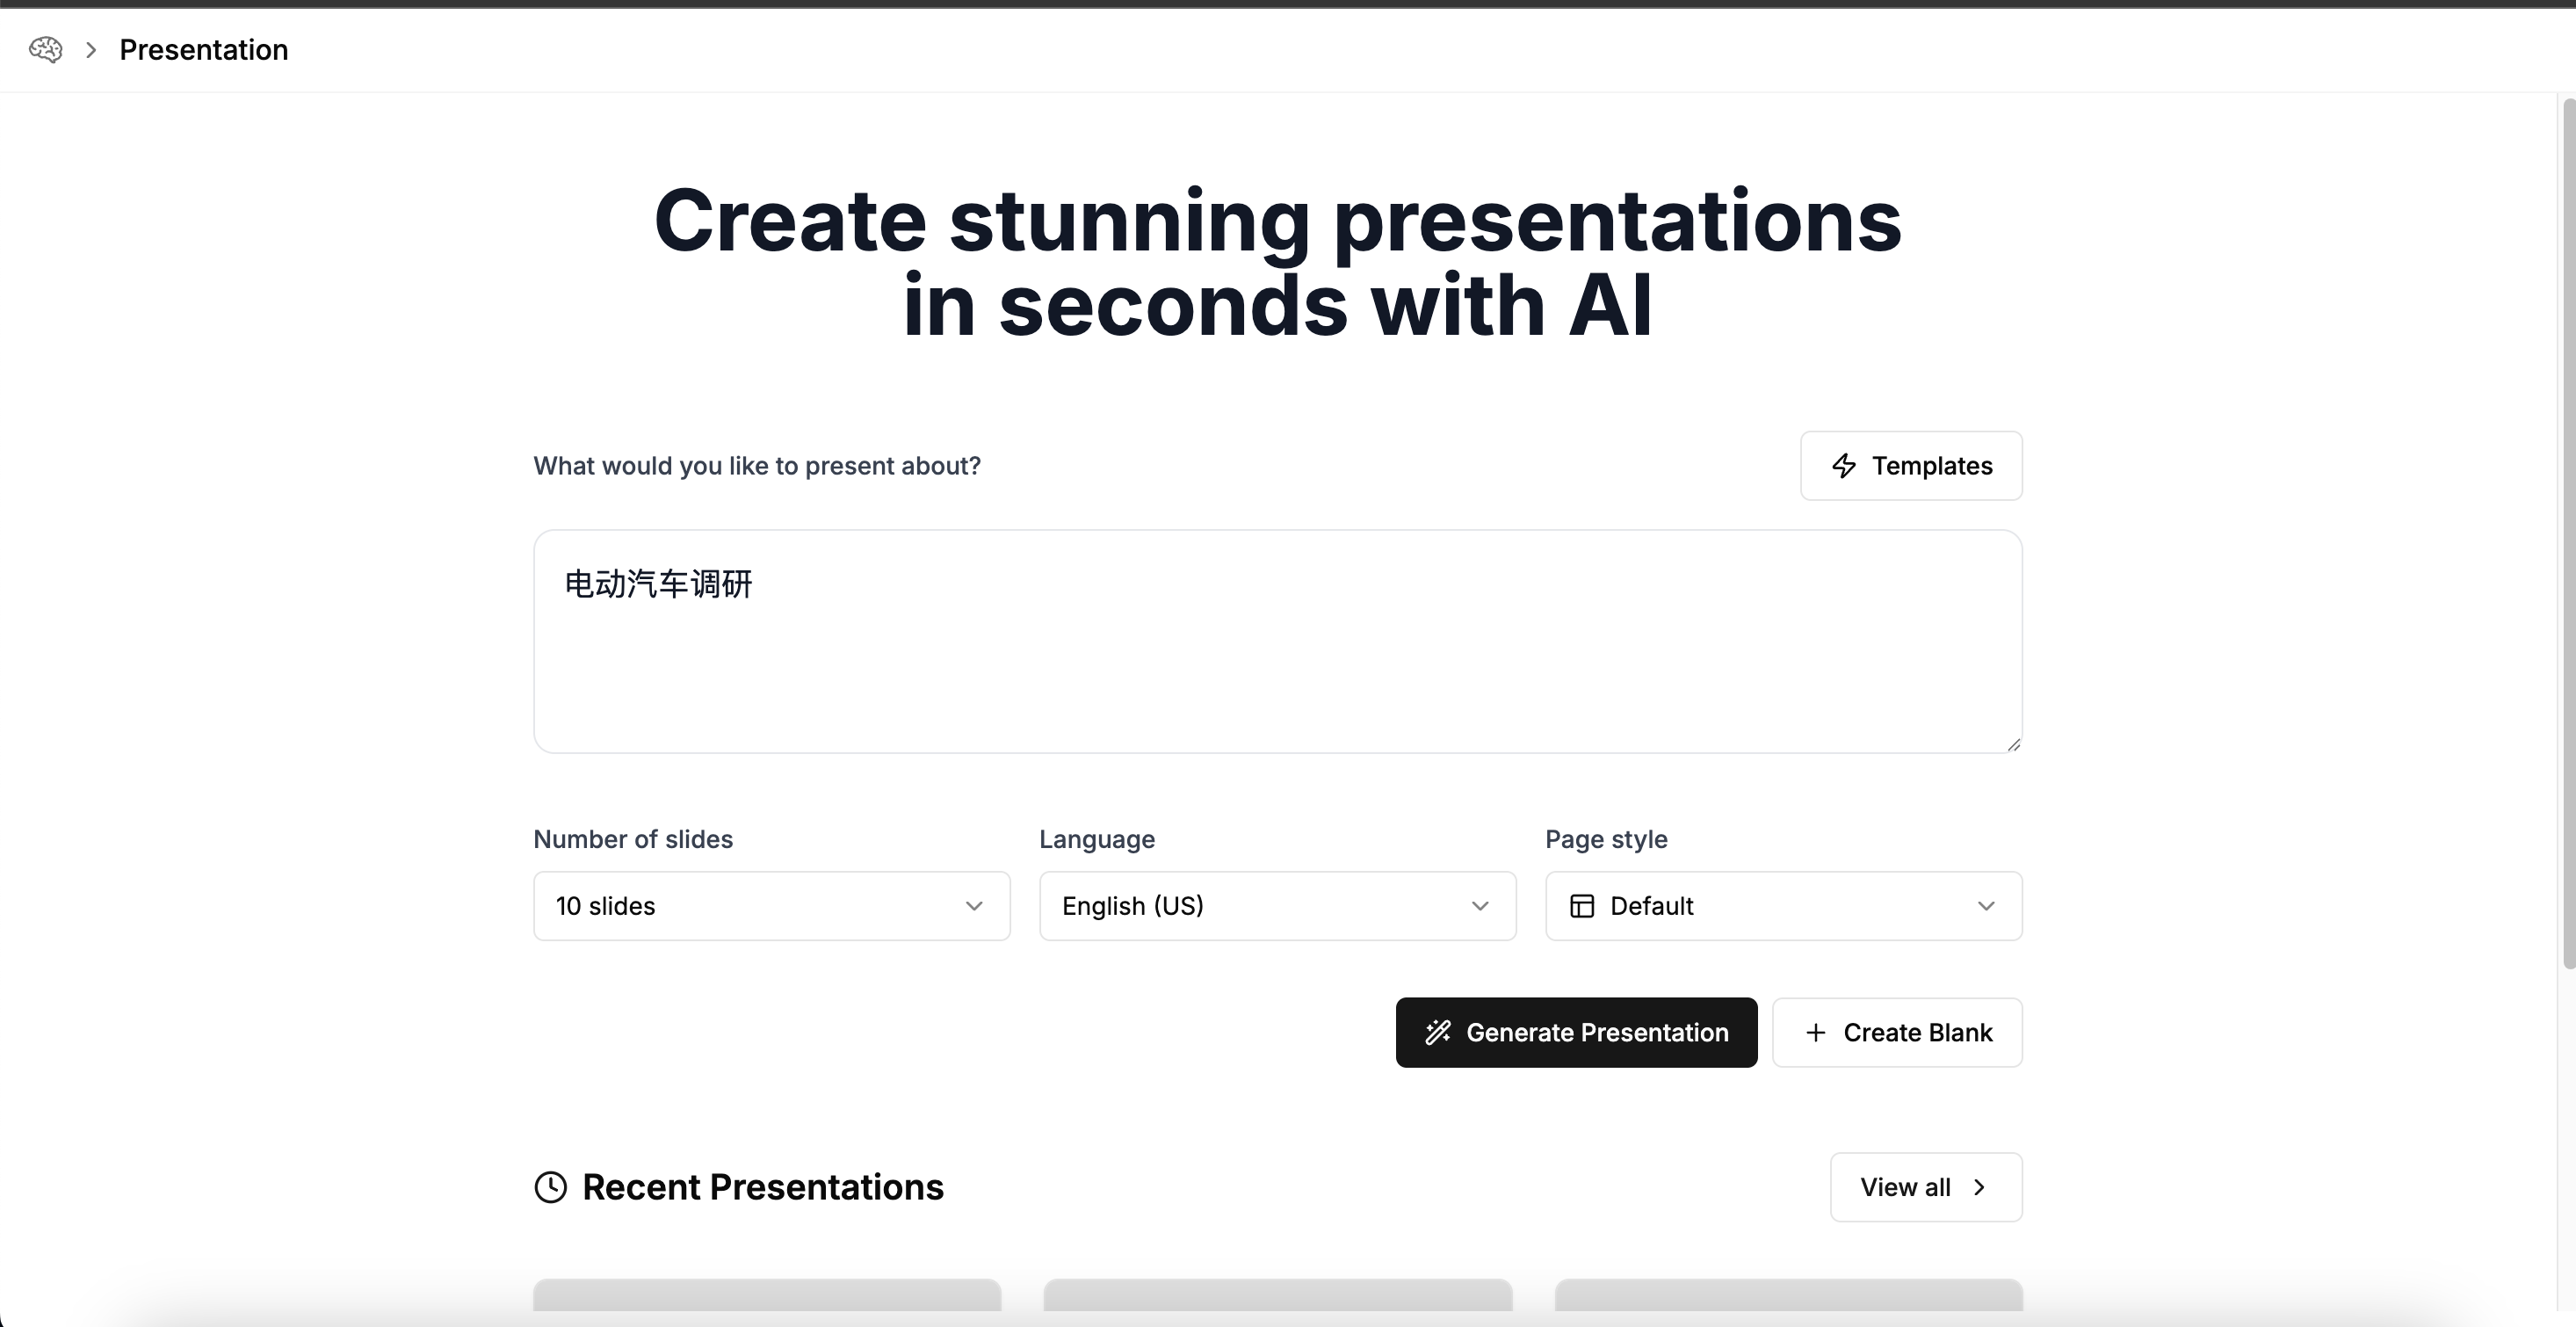 Presentation
Create stunning presentations
in seconds with AI
What would you like to present about?
Templates
电动汽车调研
Number of slides
Language
Page style
10 slides
English (US)
Default
Generate Presentation
Create Blank
Recent Presentations
View all